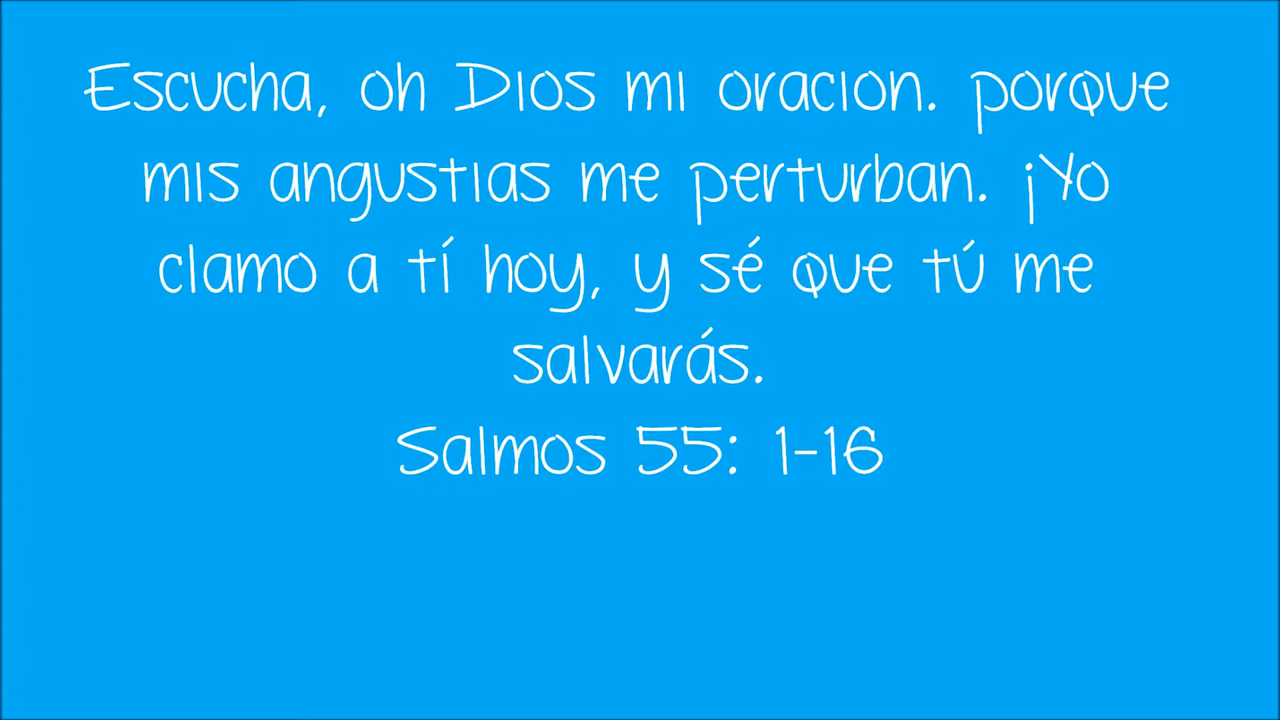 Escucha, oh Dios mi oracion. porque
mis angustias me perturban. ¡Yo
clamo a tí hoy, y sé que tú me
salvarás.
Salmos 55: 1-16